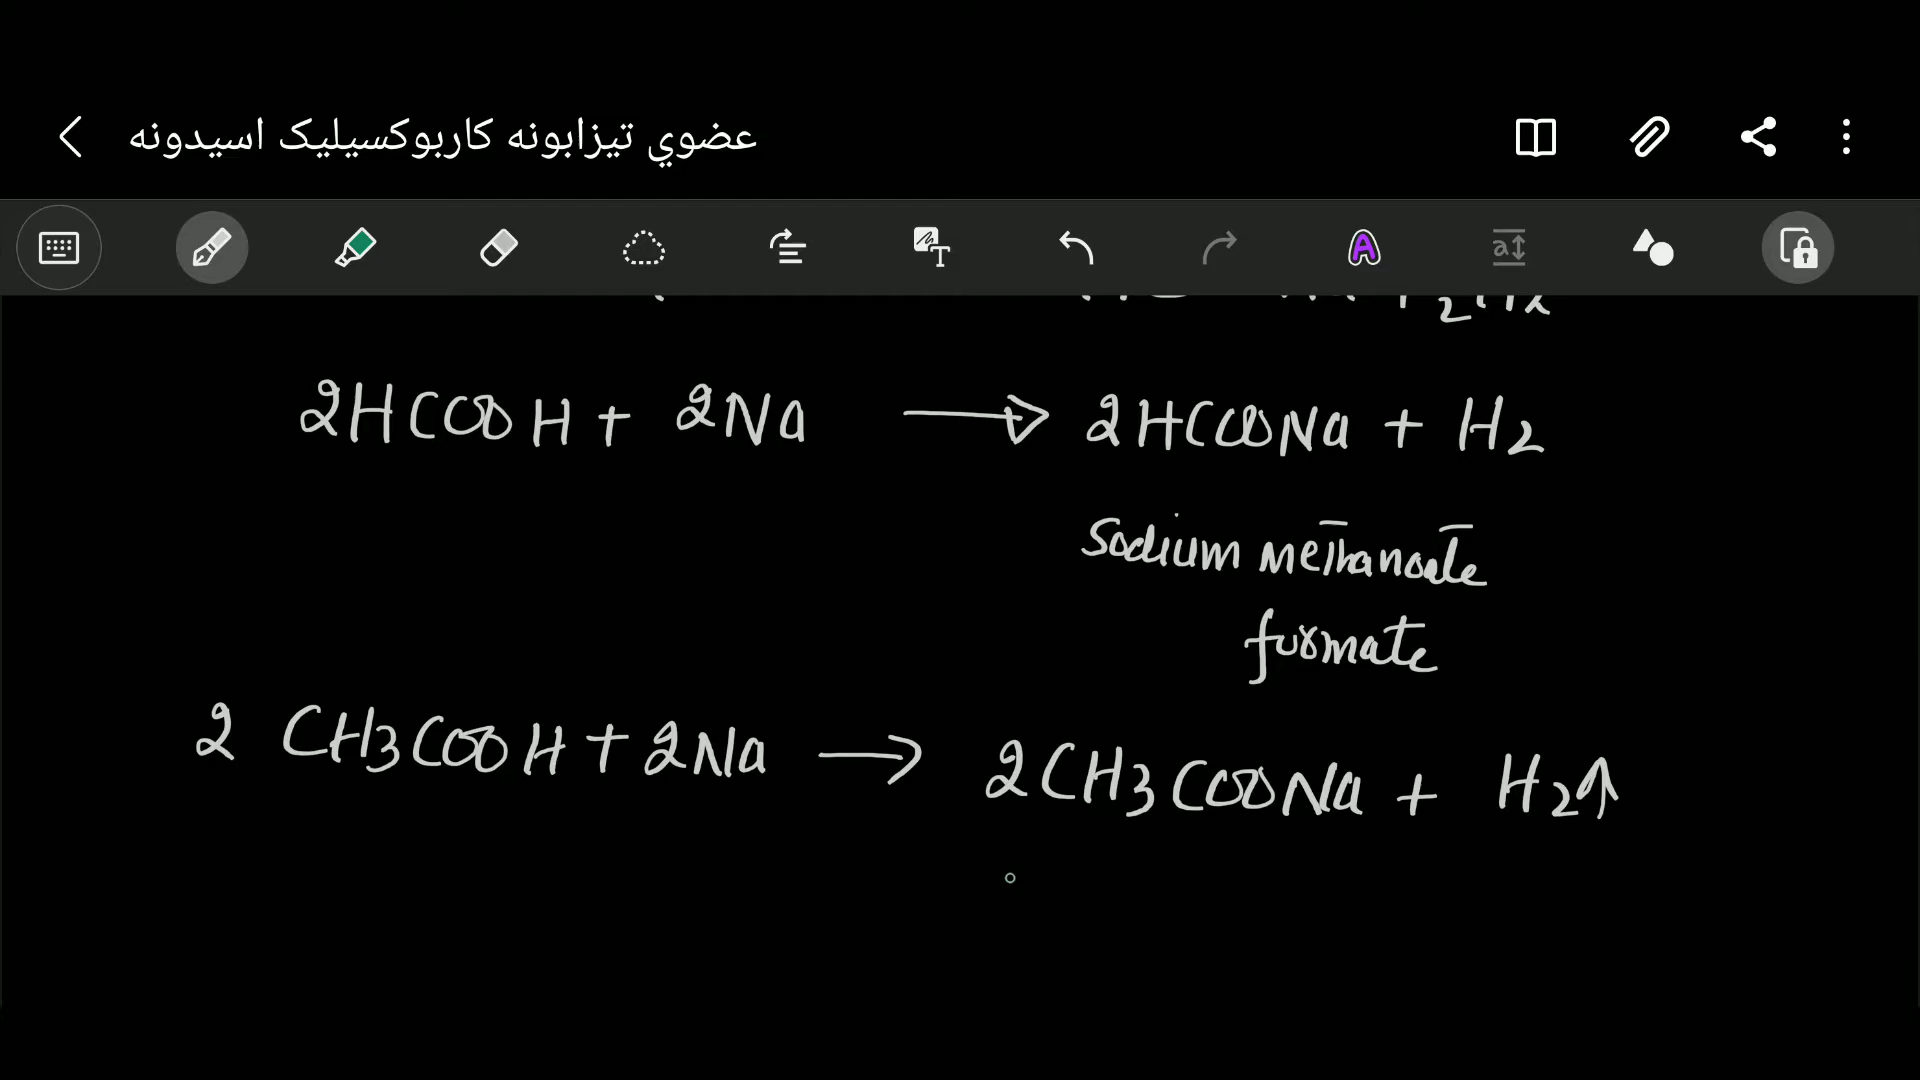 عضوي تیزابونه کاربوکسیلیک اسیدونه
2HCOOH + 2Na → 2HCOONa + H2
Sodium methanoate
formate
2 CH3COOH + 2Na → 2CH3COONa + H2↑